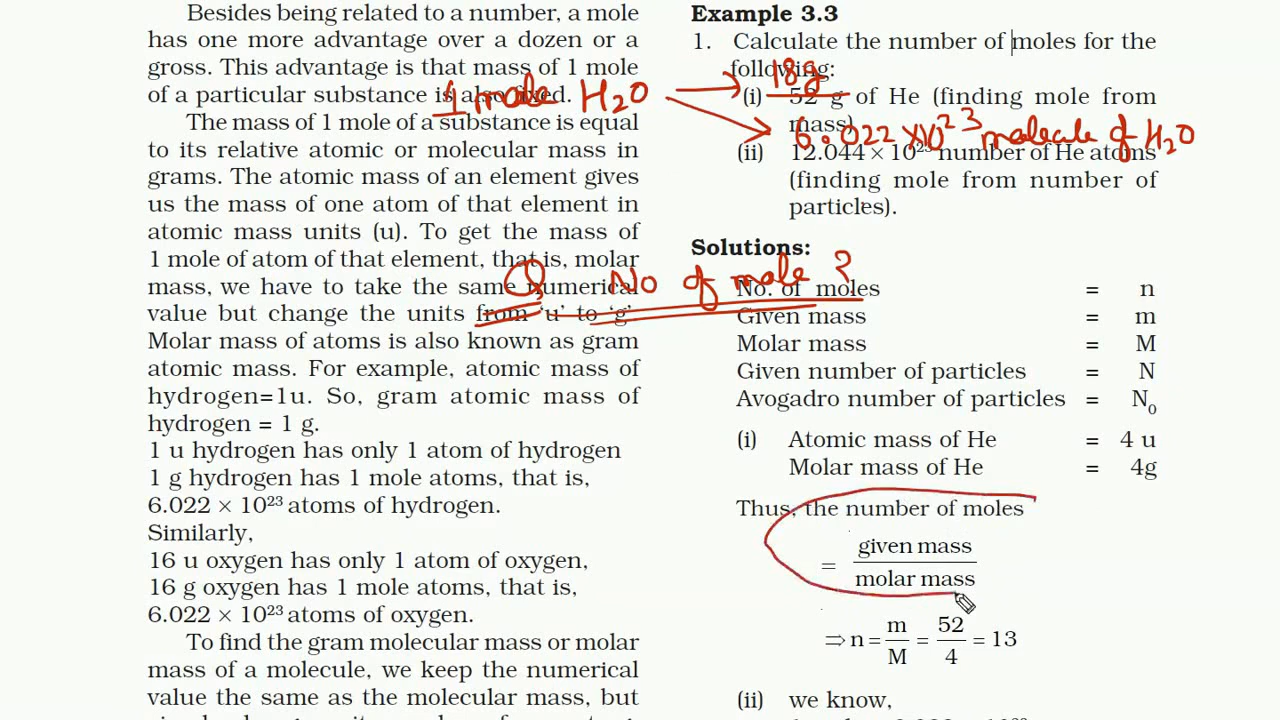 Besides being related to a number, a mole
has one more advantage over a dozen or a
gross. This advantage is that mass of 1 mole
of a particular substance is also fixed.
The mass of 1 mole of a substance is equal
to its relative atomic or molecular mass in
grams. The atomic mass of an element gives
us the mass of one atom of that element in
atomic mass units (u). To get the mass of
1 mole of atom of that element, that is, molar
mass, we have to take the same numerical
value but change the units from ‘u’ to ‘g’.
Molar mass of atoms is also known as gram
atomic mass. For example, atomic mass of
hydrogen=1u. So, gram atomic mass of
hydrogen = 1 g.
1 u hydrogen has only 1 atom of hydrogen
1 g hydrogen has 1 mole atoms, that is,
6.022 × 10²³ atoms of hydrogen.
Similarly,
16 u oxygen has only 1 atom of oxygen,
16 g oxygen has 1 mole atoms, that is,
6.022 × 10²³ atoms of oxygen.
To find the gram molecular mass or molar
mass of a molecule, we keep the numerical
value the same as the molecular mass, but
1 mole H₂O → 18g
6.022 × 10²³ molecule of H₂O
Q No of mole ?
Example 3.3
1. Calculate the number of moles for the
following:
(i) 52 g of He (finding mole from
mass)
(ii) 12.044 × 10²³ number of He atoms
(finding mole from number of
particles).
Solutions:
No. of moles = n
Given mass = m
Molar mass = M
Given number of particles = N
Avogadro number of particles = N₀
(i) Atomic mass of He = 4 u
Molar mass of He = 4g
Thus, the number of moles
= given mass / molar mass
⇒ n = m/M = 52/4 = 13
(ii) we know,